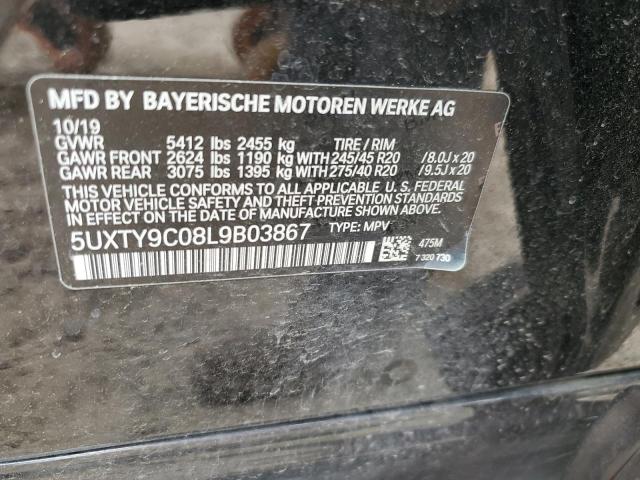 MFD BY BAYERISCHE MOTOREN WERKE AG
10/19
GVWR 5412 lbs 2455 kg TIRE / RIM
GAWR FRONT 2624 lbs 1190 kg WITH 245/45 R20 /8.0J x 20
GAWR REAR 3075 lbs 1395 kg WITH 275/40 R20 /9.5J x 20
THIS VEHICLE CONFORMS TO ALL APPLICABLE U. S. FEDERAL
MOTOR VEHICLE SAFETY AND THEFT PREVENTION STANDARDS
IN EFFECT ON THE DATE OF MANUFACTURE SHOWN ABOVE.
5UXTY9C08L9B03867 TYPE: MPV
475M
7 320 730